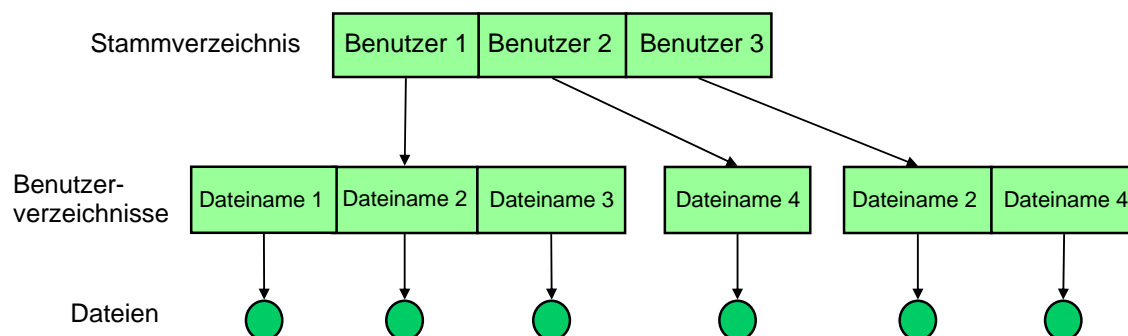 Stammverzeichnis
Benutzer 1 Benutzer 2 Benutzer 3
Benutzer-
verzeichnisse
Dateiname 1 Dateiname 2 Dateiname 3 Dateiname 4 Dateiname 2 Dateiname 4
Dateien